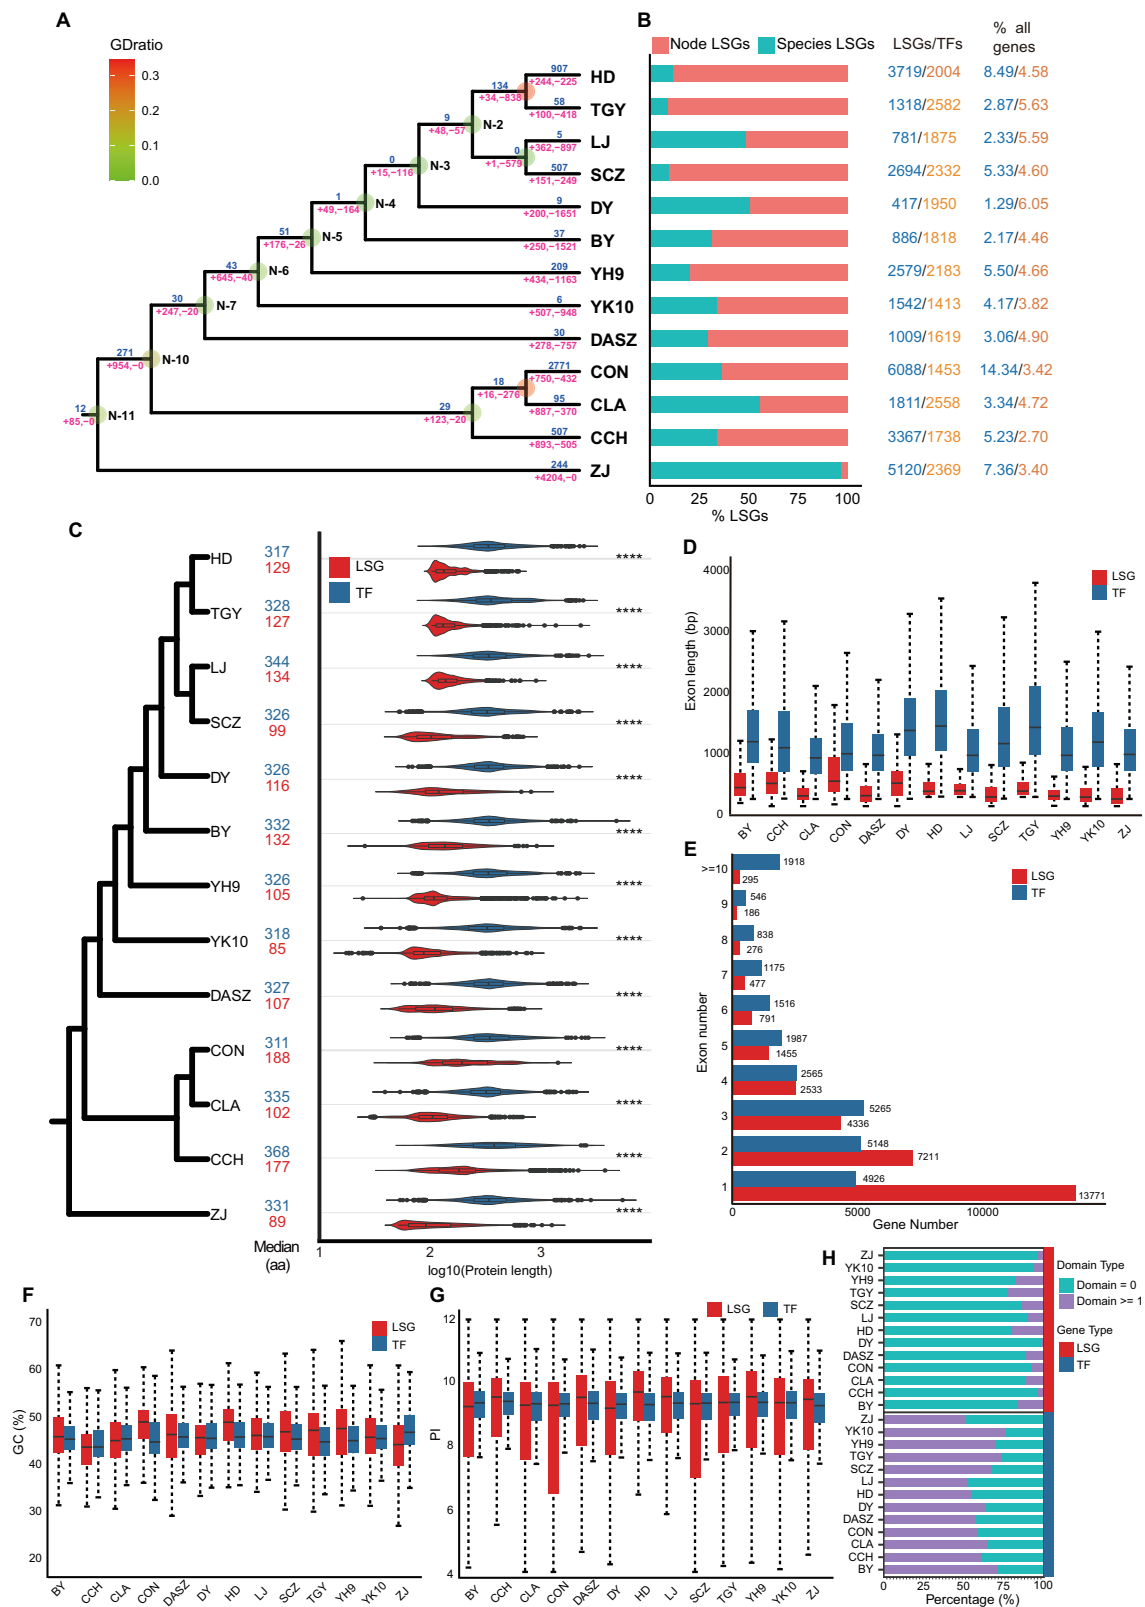 A
GDratio
0.3
0.2
0.1
0.0
907
+244,−225
HD
134
+34,−838
58
+100,−418
TGY
9
+48,−57
N-2
5
+362,−897
LJ
0
+1,−579
507
+151,−249
SCZ
0
+15,−116
N-3
9
+200,−1651
DY
1
+49,−164
N-4
37
+250,−1521
BY
51
+176,−26
N-5
209
+434,−1163
YH9
43
+645,−40
N-6
6
+507,−948
YK10
30
+247,−20
N-7
30
+278,−757
DASZ
271
+954,−0
N-10
2771
+750,−432
CON
18
+16,−276
95
+887,−370
CLA
29
+123,−20
507
+893,−505
CCH
12
+85,−0
N-11
244
+4204,−0
ZJ
B
Node LSGs
Species LSGs
LSGs/TFs
% all
genes
3719/2004 8.49/4.58
1318/2582 2.87/5.63
781/1875 2.33/5.59
2694/2332 5.33/4.60
417/1950 1.29/6.05
886/1818 2.17/4.46
2579/2183 5.50/4.66
1542/1413 4.17/3.82
1009/1619 3.06/4.90
6088/1453 14.34/3.42
1811/2558 3.34/4.72
3367/1738 5.23/2.70
5120/2369 7.36/3.40
0 25 50 75 100
% LSGs
C
LSG
TF
HD 317 129 ****
TGY 328 127 ****
LJ 344 134 ****
SCZ 326 99 ****
DY 326 116 ****
BY 332 132 ****
YH9 326 105 ****
YK10 318 85 ****
DASZ 327 107 ****
CON 311 188 ****
CLA 335 102 ****
CCH 368 177 ****
ZJ 331 89 ****
Median
(aa)
1 2 3
log10(Protein length)
D
LSG
TF
Exon length (bp)
4000
3000
2000
1000
0
BY CCH CLA CON DASZ DY HD LJ SCZ TGY YH9 YK10 ZJ
E
LSG
TF
Exon number
>=10 1918 295
9 546 186
8 838 276
7 1175 477
6 1516 791
5 1987 1455
4 2565 2533
3 5265 4336
2 5148 7211
1 4926 13771
0 5000 10000
Gene Number
F
LSG
TF
GC (%)
70
60
50
40
30
20
BY CCH CLA CON DASZ DY HD LJ SCZ TGY YH9 YK10 ZJ
G
LSG TF
PI
12
10
8
6
4
BY CCH CLA CON DASZ DY HD LJ SCZ TGY YH9 YK10 ZJ
H
ZJ
YK10
YH9
TGY
SCZ
LJ
HD
DY
DASZ
CON
CLA
CCH
BY
ZJ
YK10
YH9
TGY
SCZ
LJ
HD
DY
DASZ
CON
CLA
CCH
BY
0 25 50 75 100
Percentage (%)
Domain Type
Domain = 0
Domain >= 1
Gene Type
LSG
TF